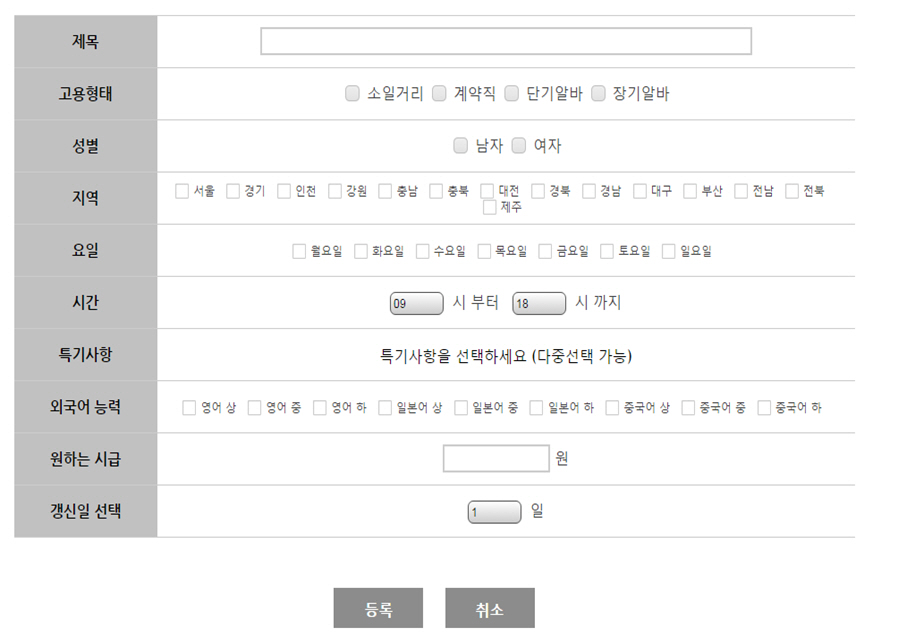 제목
고용형태 소일거리 계약직 단기알바 장기알바
성별 남자 여자
지역 서울 경기 인천 강원 충남 충북 대전 경북 경남 대구 부산 전남 전북
제주
요일 월요일 화요일 수요일 목요일 금요일 토요일 일요일
시간 09 시 부터 18 시 까지
특기사항 특기사항을 선택하세요 (다중선택 가능)
외국어 능력 영어 상 영어 중 영어 하 일본어 상 일본어 중 일본어 하 중국어 상 중국어 중 중국어 하
원하는 시급 원
갱신일 선택 1 일
등록 취소